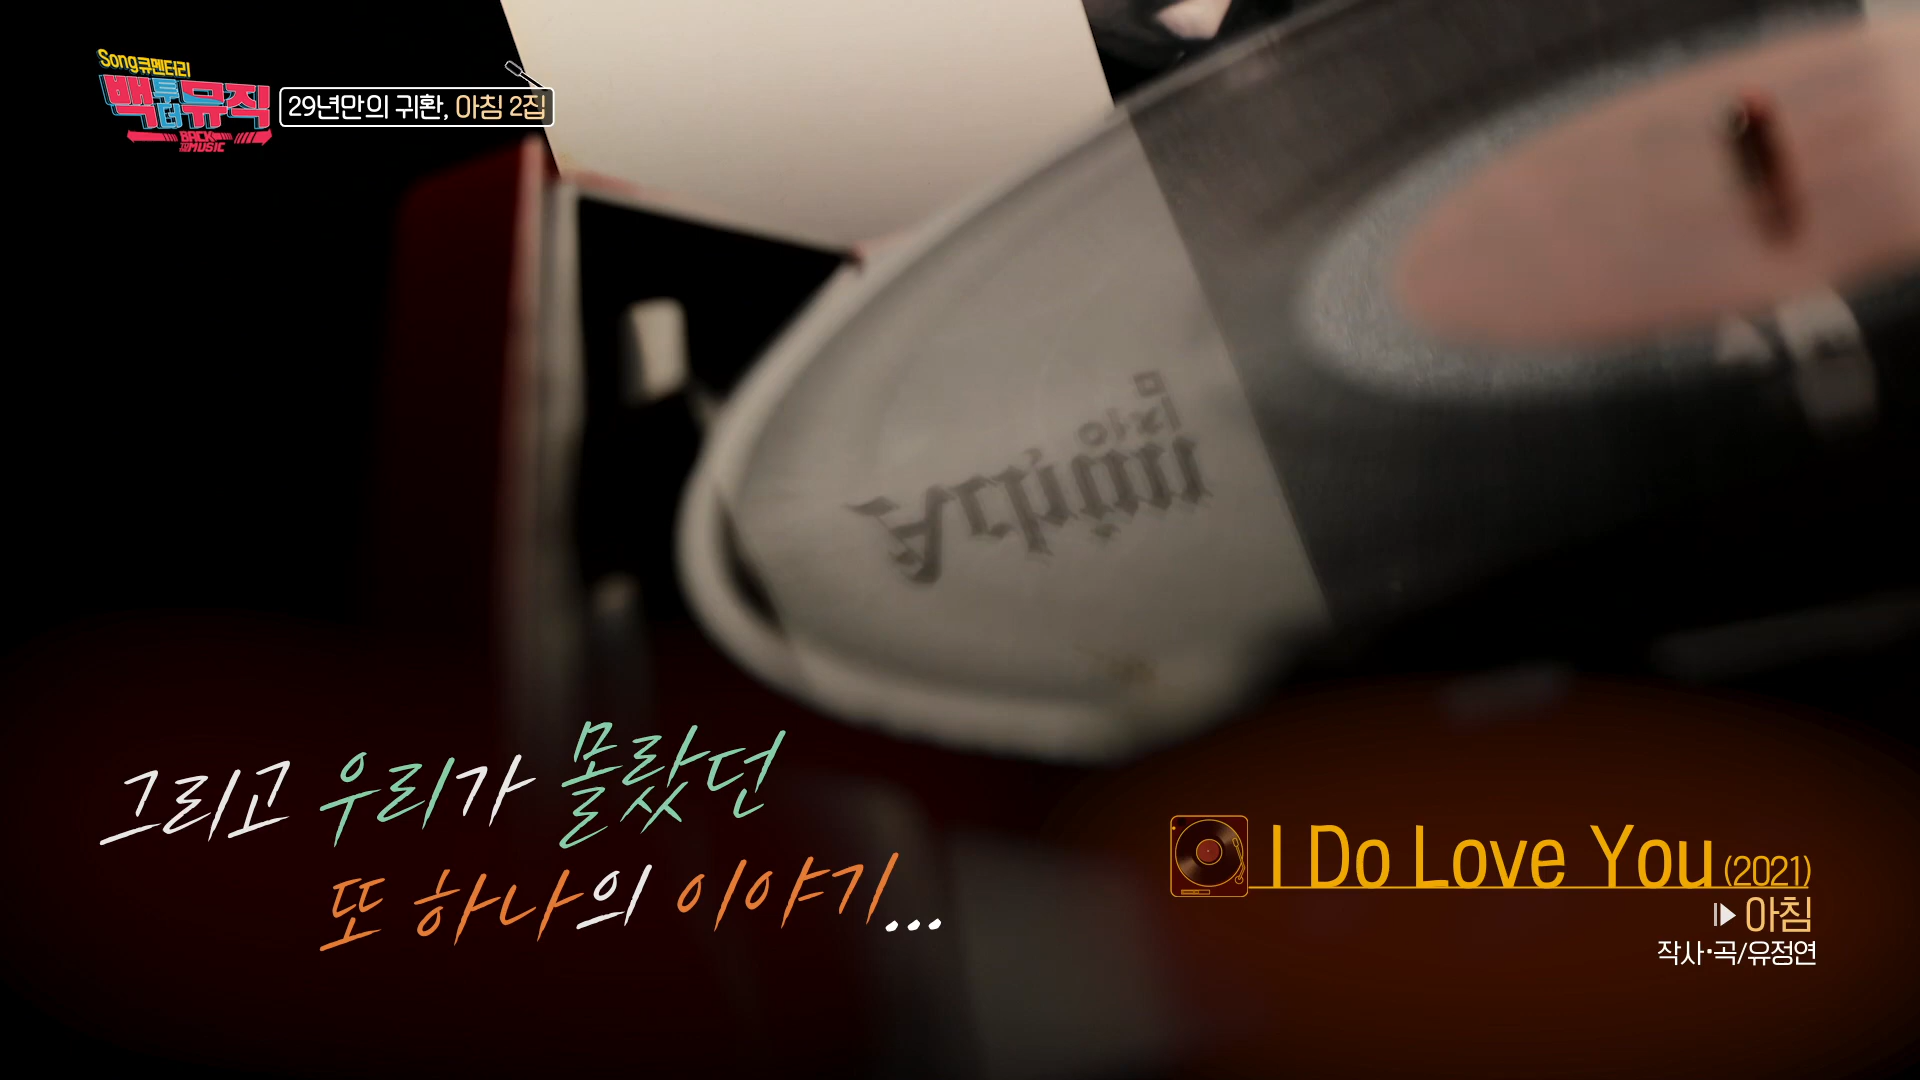 Song큐멘터리
백투더뮤직
BACK TO THE MUSIC
29년만의 귀환, 아침 2집
아침
Achim
그리고 우리가 몰랐던
또 하나의 이야기...
I Do Love You (2021)
아침
작사·곡/유정연